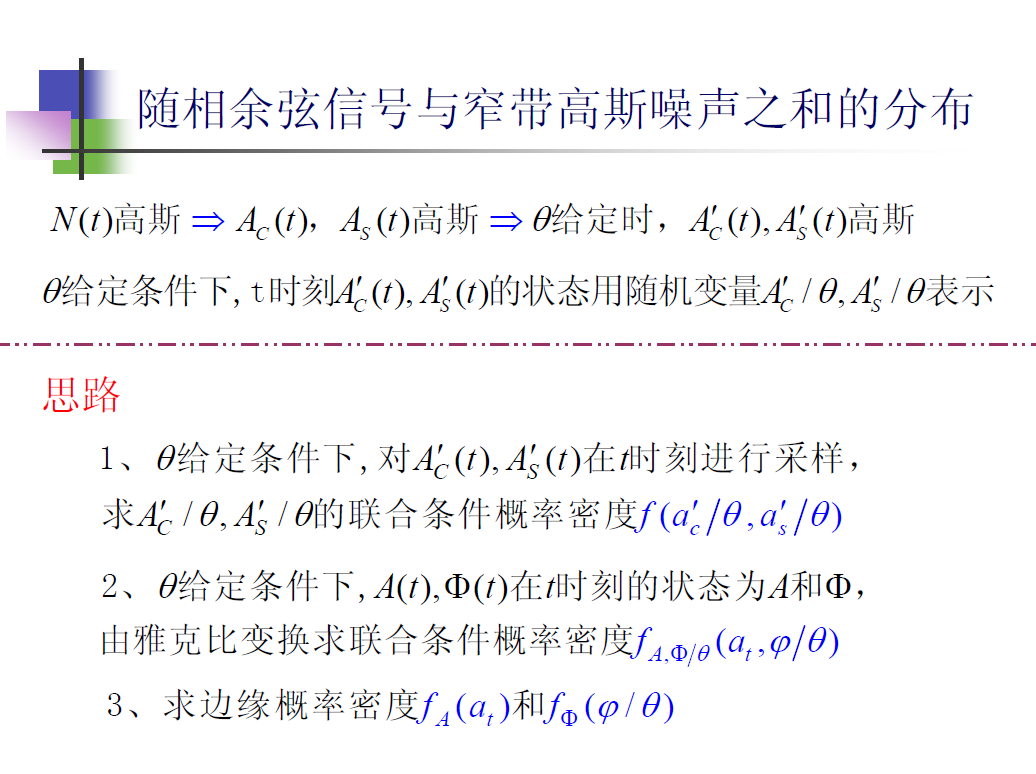 随相余弦信号与窄带高斯噪声之和的分布
N(t)高斯 ⇒ A_C(t)，A_S(t)高斯 ⇒ θ给定时，A′_C(t), A′_S(t)高斯
θ给定条件下, t时刻A′_C(t), A′_S(t)的状态用随机变量A′_C / θ, A′_S / θ表示
思路
1、θ给定条件下, 对A′_C(t), A′_S(t)在t时刻进行采样，
求A′_C / θ, A′_S / θ的联合条件概率密度f(a′_c/θ, a′_s/θ)
2、θ给定条件下, A(t), Φ(t)在t时刻的状态为A和Φ，
由雅克比变换求联合条件概率密度f_{A,Φ/θ}(a_t, φ/θ)
3、求边缘概率密度f_A(a_t)和f_Φ(φ / θ)